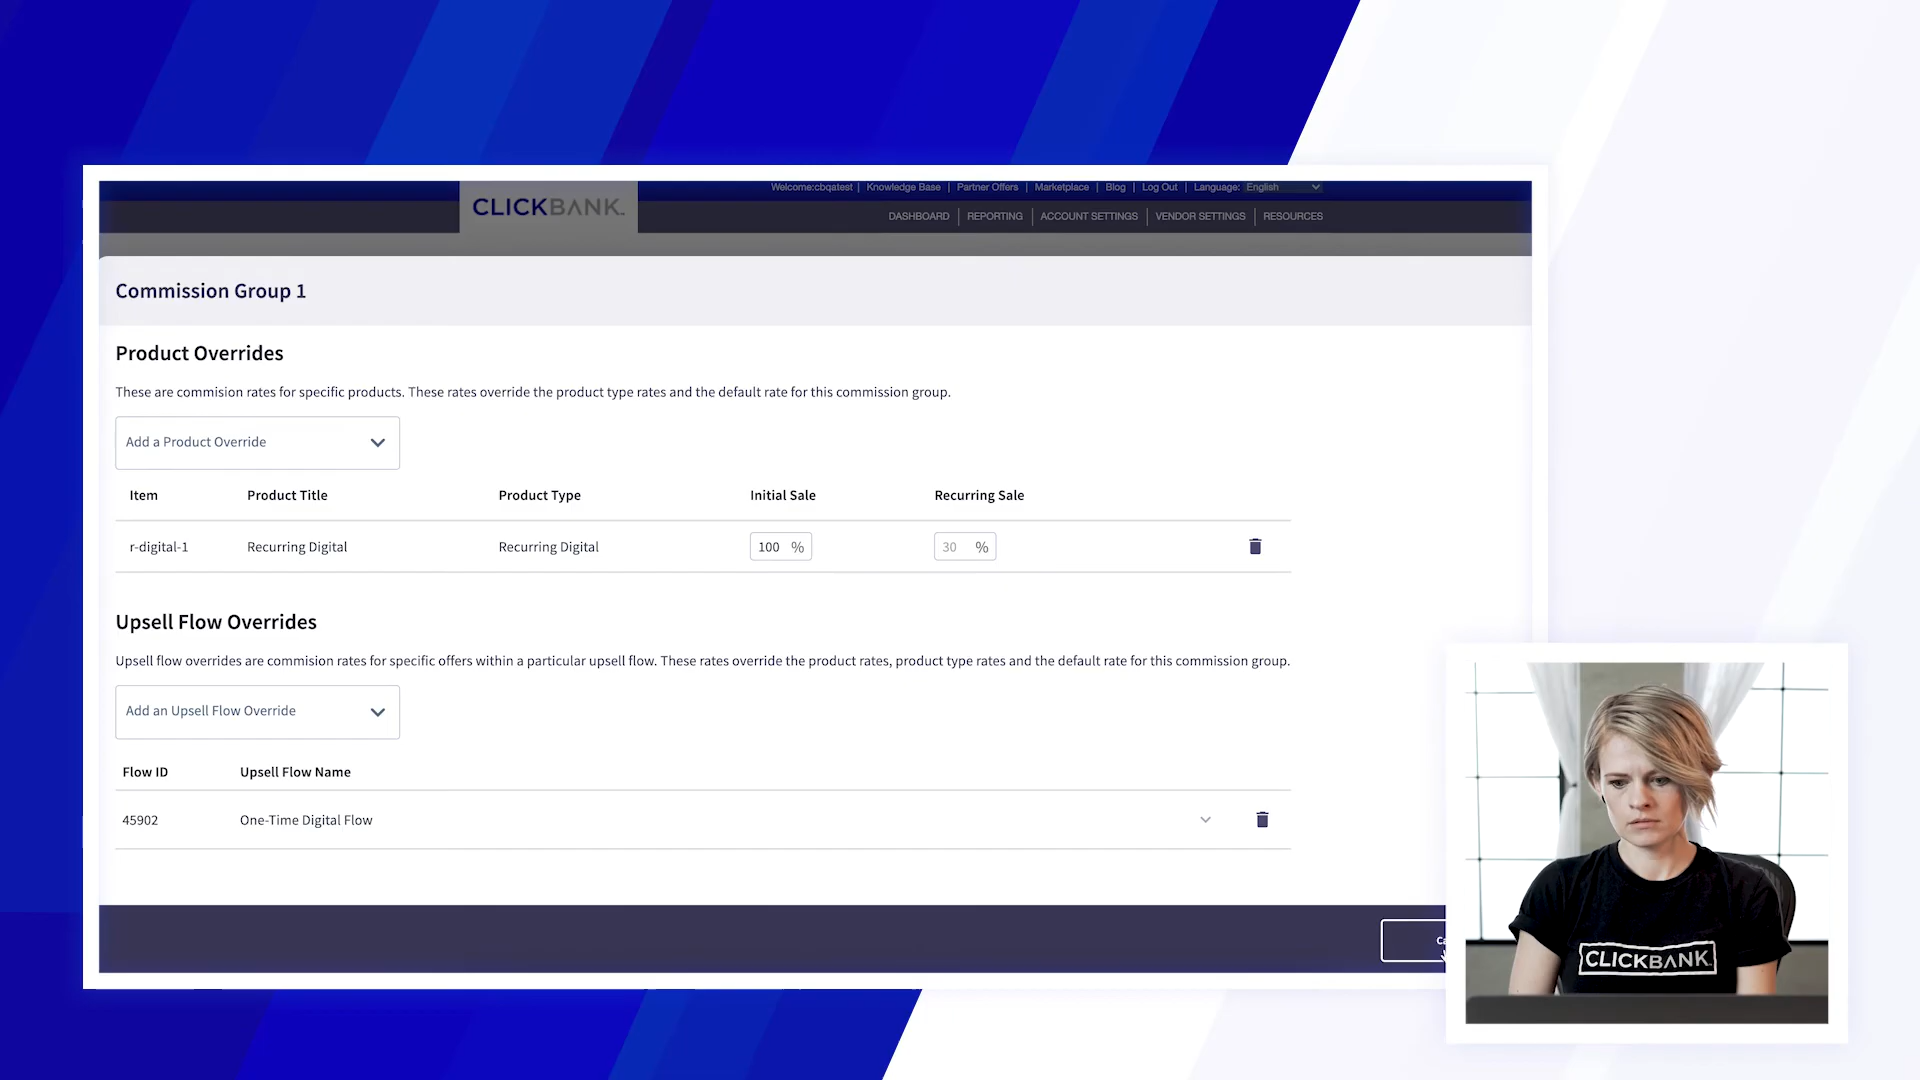 Welcome:cbqatest | Knowledge Base | Partner Offers | Marketplace | Blog | Log Out | Language: English
CLICKBANK.
DASHBOARD | REPORTING | ACCOUNT SETTINGS | VENDOR SETTINGS | RESOURCES
Commission Group 1
Product Overrides
These are commision rates for specific products. These rates override the product type rates and the default rate for this commission group.
Add a Product Override
Item Product Title Product Type Initial Sale Recurring Sale
r-digital-1 Recurring Digital Recurring Digital 100 % 30 %
Upsell Flow Overrides
Upsell flow overrides are commision rates for specific offers within a particular upsell flow. These rates override the product rates, product type rates and the default rate for this commission group.
Add an Upsell Flow Override
Flow ID Upsell Flow Name
45902 One-Time Digital Flow
CLICKBANK